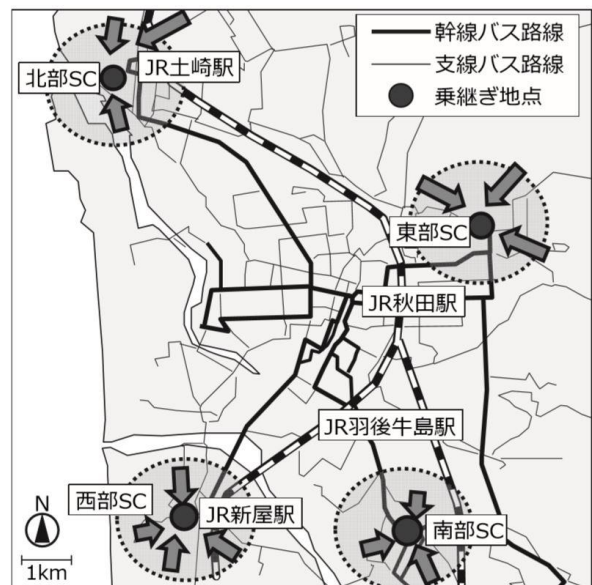 幹線バス路線
支線バス路線
乗継ぎ地点
JR土崎駅
北部SC
東部SC
JR秋田駅
JR羽後牛島駅
西部SC
JR新屋駅
南部SC
N
1km